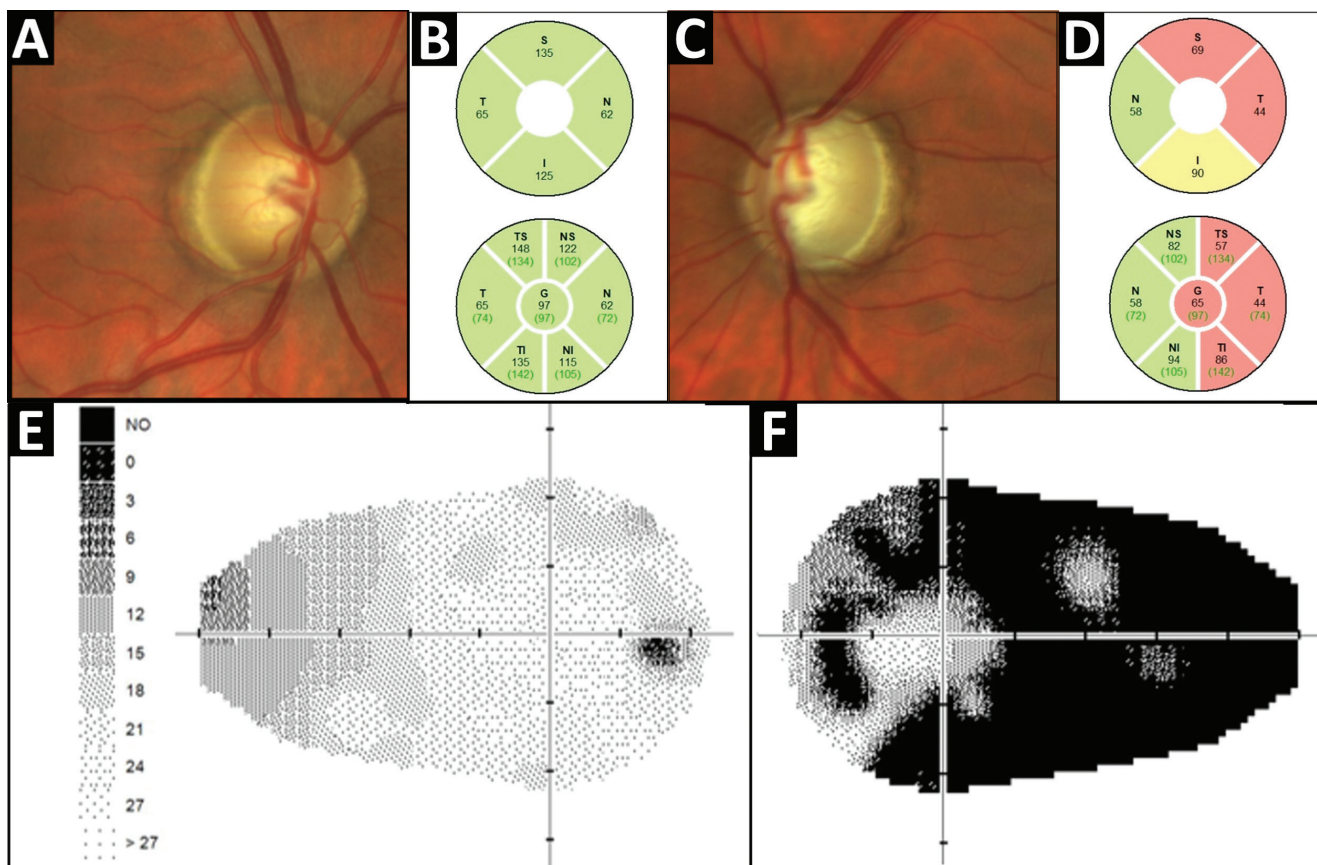 A
B
S
135
T
65
N
62
I
125
TS
148
(134)
NS
122
(102)
T
65
(74)
G
97
(97)
N
62
(72)
TI
135
(142)
NI
115
(105)
C
D
S
69
N
58
T
44
I
90
NS
82
(102)
TS
57
(134)
N
58
(72)
G
65
(97)
T
44
(74)
NI
94
(105)
TI
86
(142)
E
NO
0
3
6
9
12
15
18
21
24
27
> 27
F